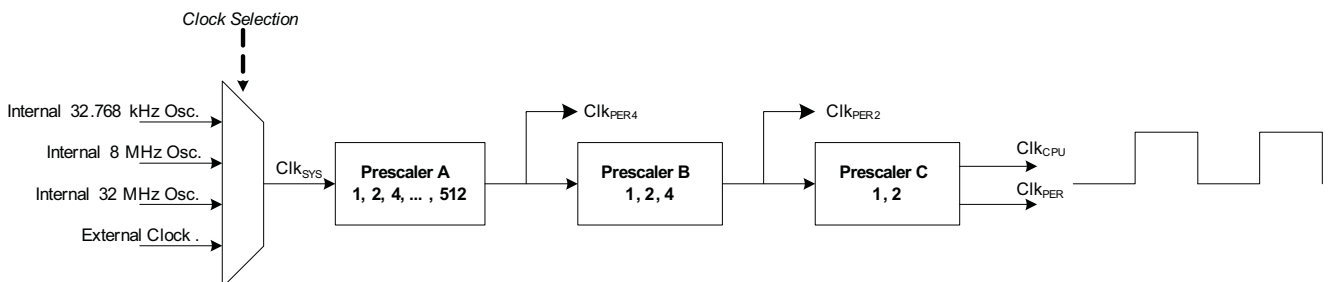 Clock Selection
Internal 32.768 kHz Osc.
Internal 8 MHz Osc.
Internal 32 MHz Osc.
External Clock .
ClkSYS
Prescaler A
1, 2, 4, ... , 512
ClkPER4
Prescaler B
1, 2, 4
ClkPER2
Prescaler C
1, 2
ClkCPU
ClkPER